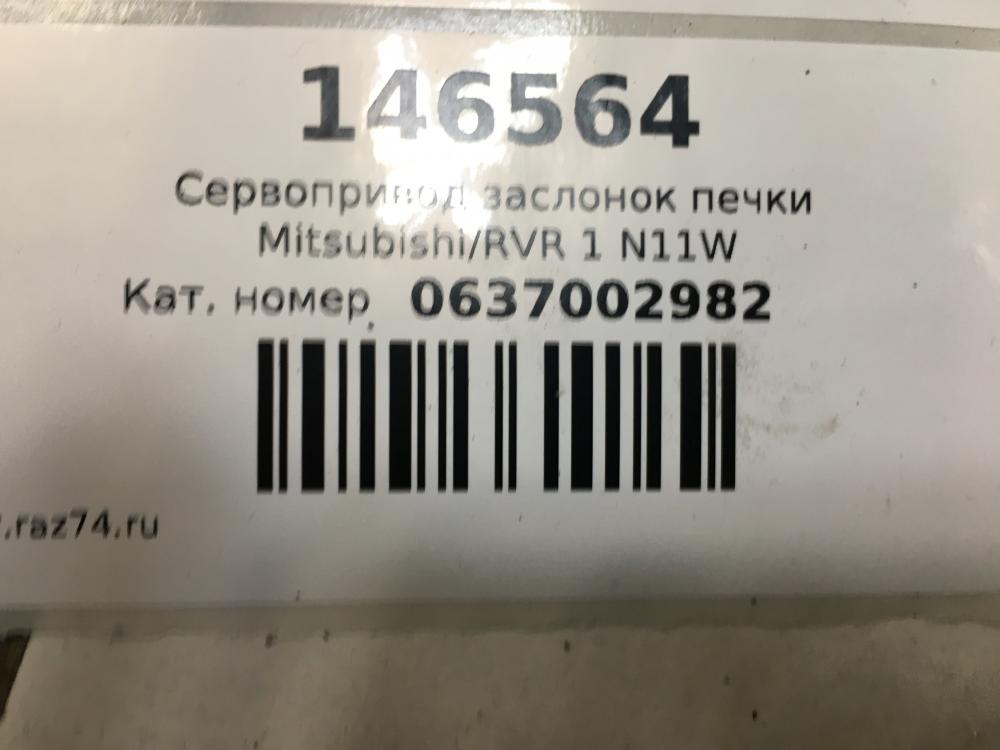 146564
Сервопривод заслонок печки
Mitsubishi/RVR 1 N11W
Кат. номер 0637002982
.raz74.ru